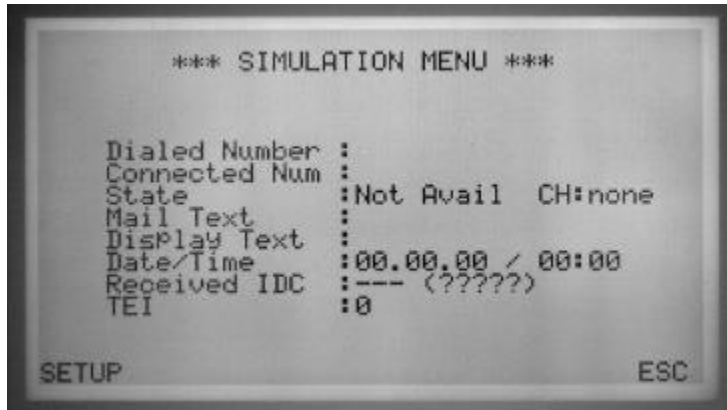 *** SIMULATION MENU ***
Dialed Number :
Connected Num :
State :Not Avail CH:none
Mail Text :
Display Text :
Date/Time :00.00.00 / 00:00
Received IDC :--- (?????)
TEI :0
SETUP ESC